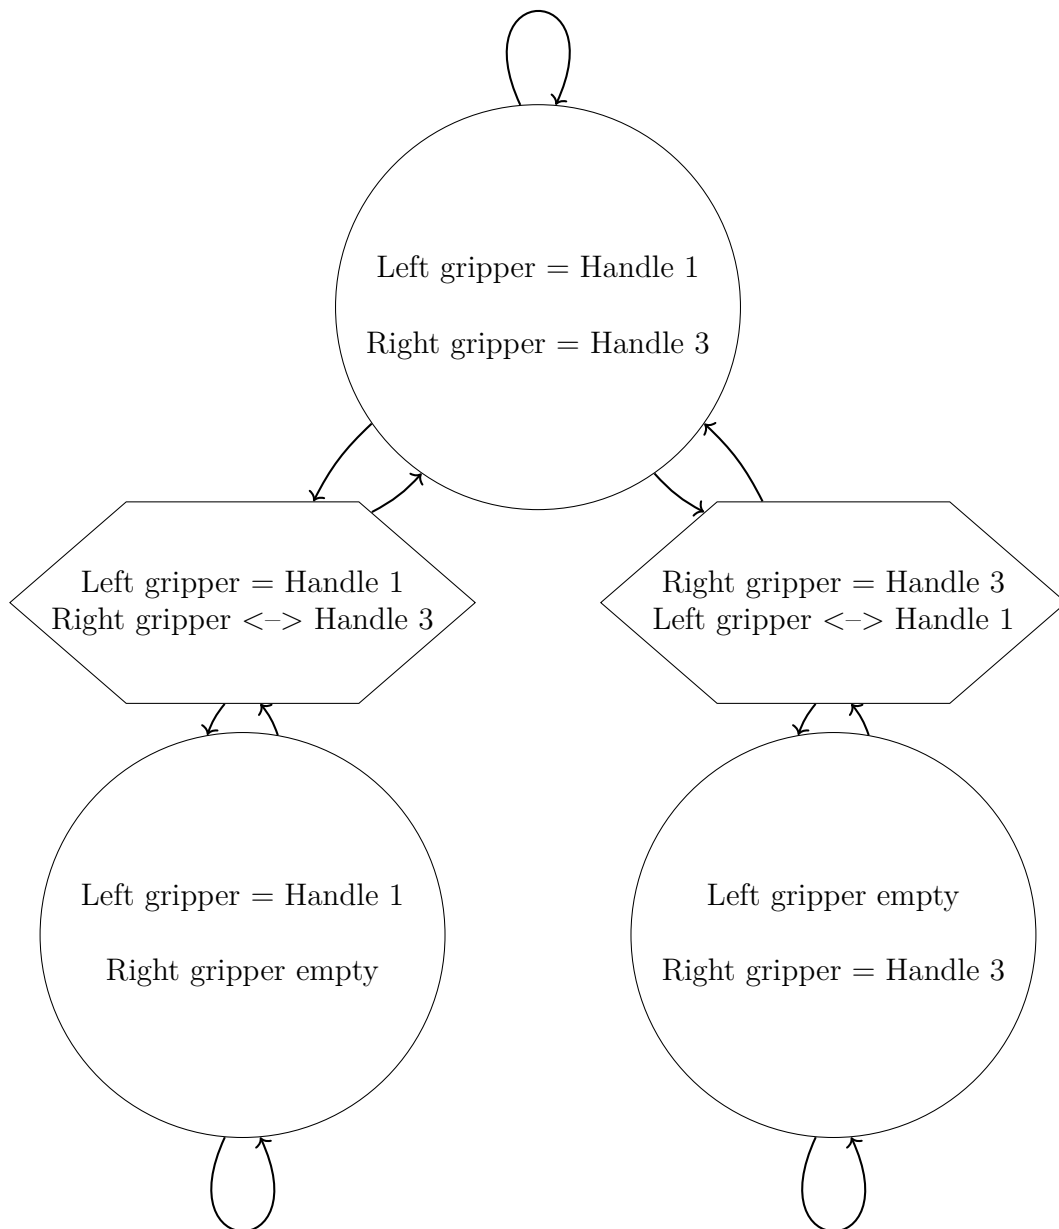 Left gripper = Handle 1
Right gripper = Handle 3
Left gripper = Handle 1
Right gripper <–> Handle 3
Right gripper = Handle 3
Left gripper <–> Handle 1
Left gripper = Handle 1
Right gripper empty
Left gripper empty
Right gripper = Handle 3